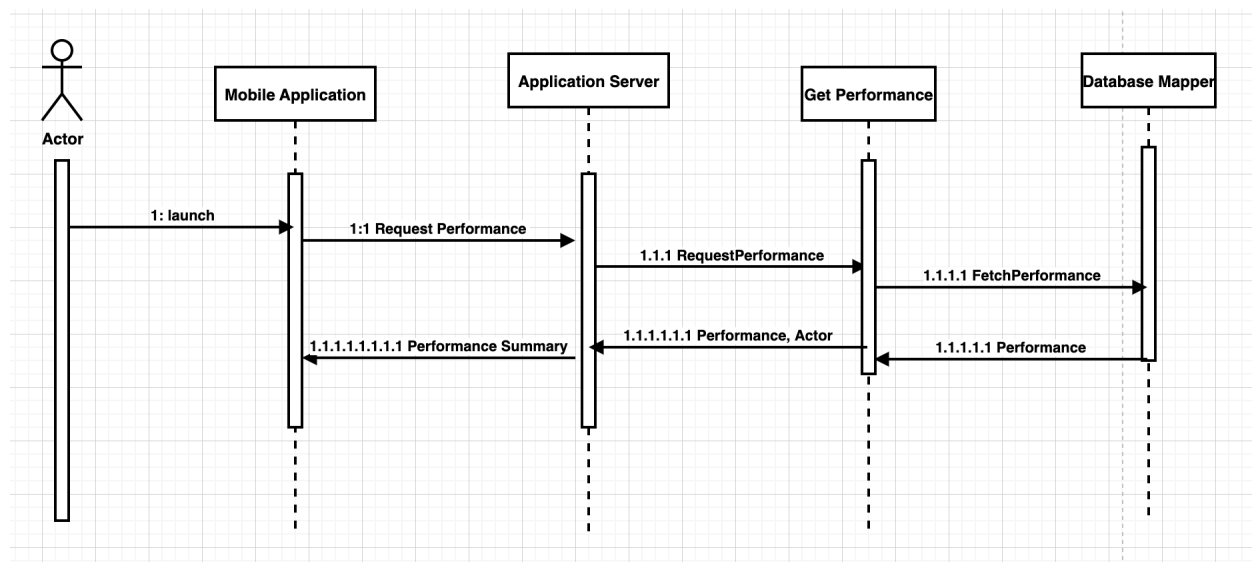 Actor
Mobile Application
Application Server
Get Performance
Database Mapper
1: launch
1:1 Request Performance
1.1.1 RequestPerformance
1.1.1.1 FetchPerformance
1.1.1.1.1.1.1.1 Performance Summary
1.1.1.1.1.1 Performance, Actor
1.1.1.1.1 Performance